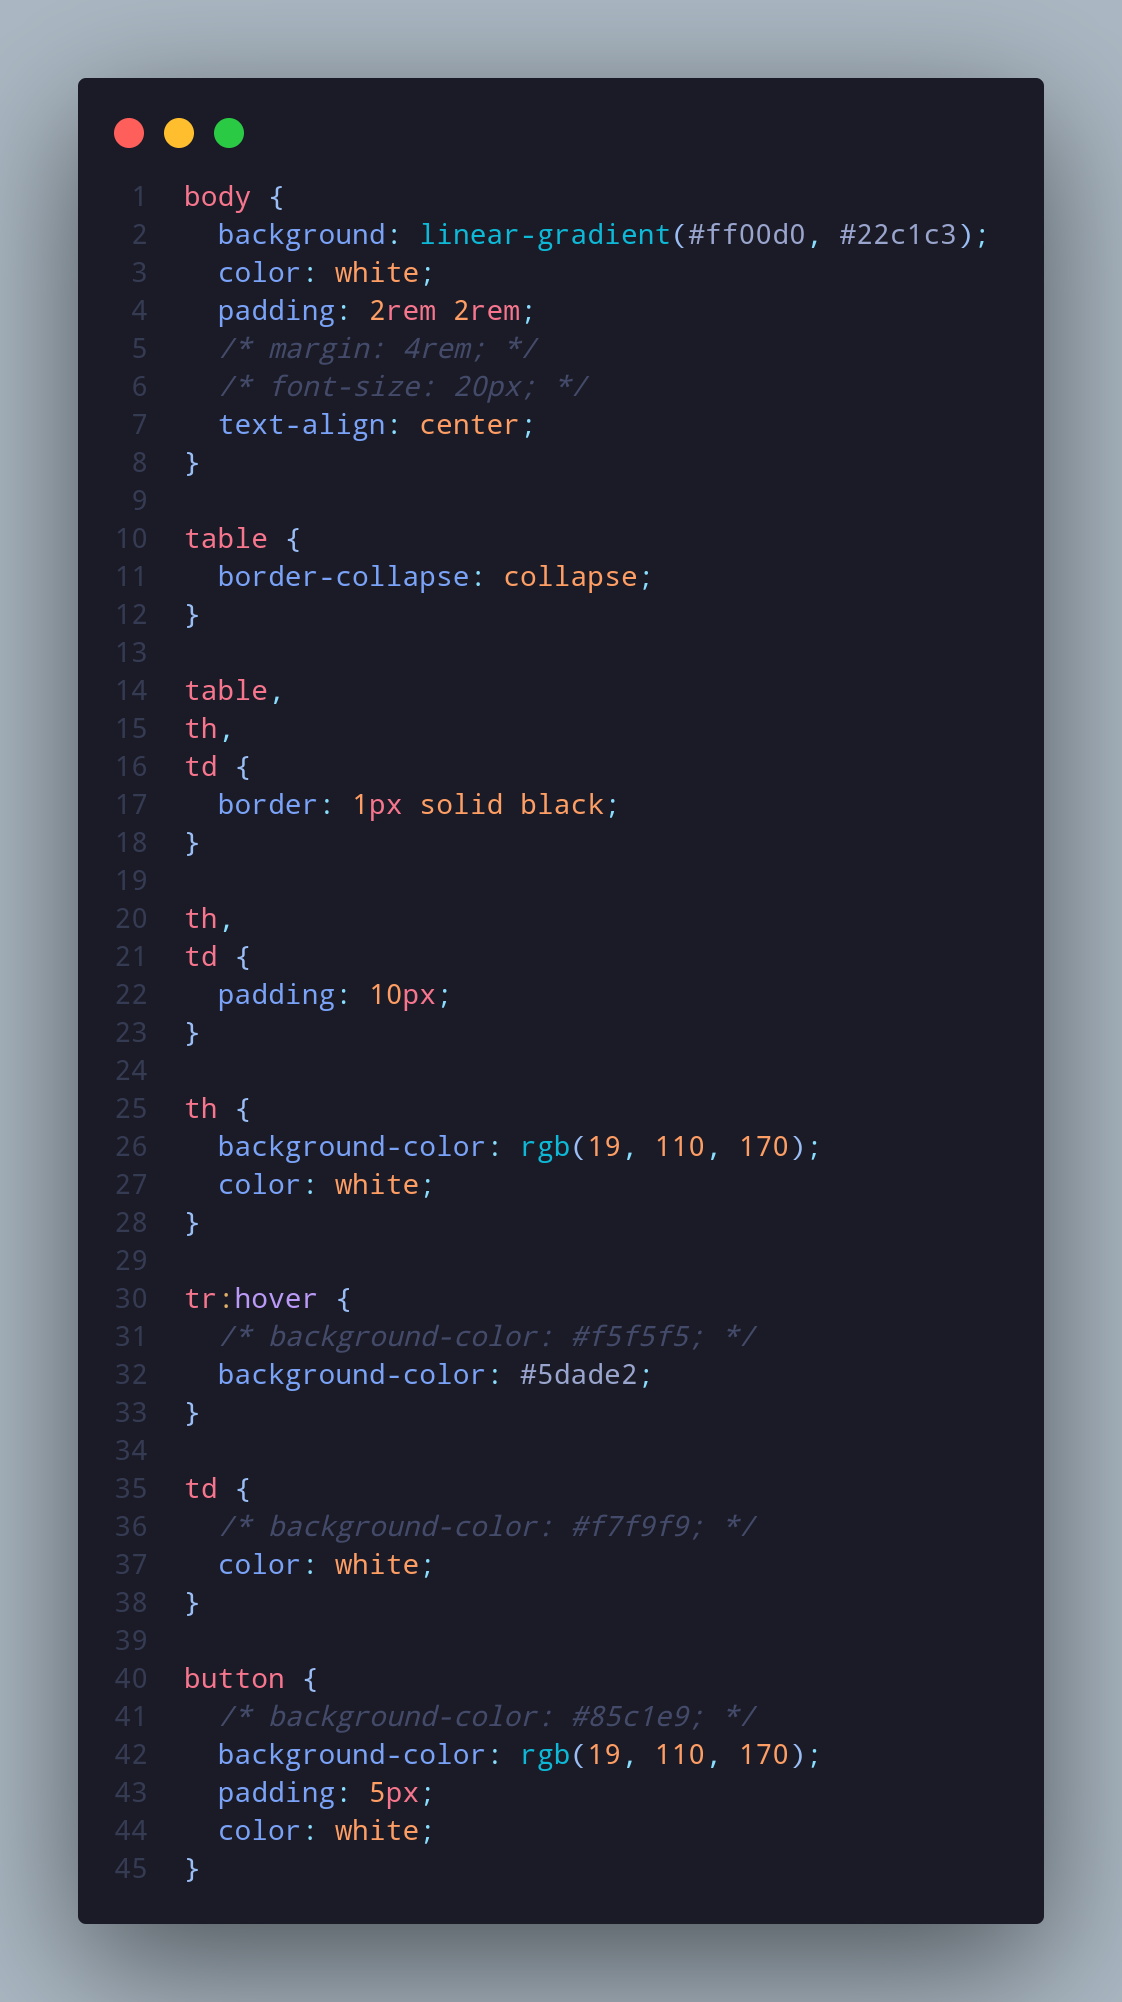 1 body {
2   background: linear-gradient(#ff00d0, #22c1c3);
3   color: white;
4   padding: 2rem 2rem;
5   /* margin: 4rem; */
6   /* font-size: 20px; */
7   text-align: center;
8 }
9
10 table {
11   border-collapse: collapse;
12 }
13
14 table,
15 th,
16 td {
17   border: 1px solid black;
18 }
19
20 th,
21 td {
22   padding: 10px;
23 }
24
25 th {
26   background-color: rgb(19, 110, 170);
27   color: white;
28 }
29
30 tr:hover {
31   /* background-color: #f5f5f5; */
32   background-color: #5dade2;
33 }
34
35 td {
36   /* background-color: #f7f9f9; */
37   color: white;
38 }
39
40 button {
41   /* background-color: #85c1e9; */
42   background-color: rgb(19, 110, 170);
43   padding: 5px;
44   color: white;
45 }